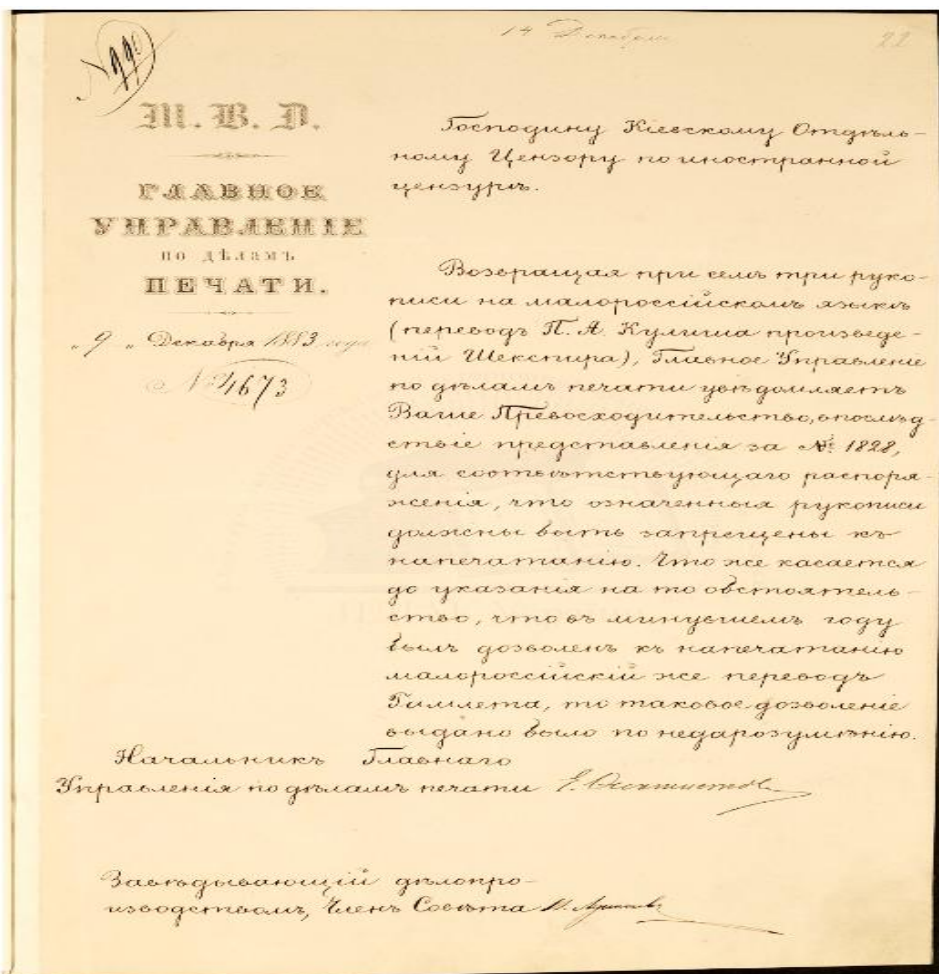 № 990
14 Декабря
22
М. В. Д.
ГЛАВНОЕ
УПРАВЛЕНІЕ
ПО ДѢЛАМЪ
ПЕЧАТИ.
„ 9 „ Декабря 1883 года
№ 4673
Господину Кіевскому Отдѣль-
ному Цензору по иностранной
цензурѣ.
Возвращая при семъ три руко-
писи на малороссійскомъ языкѣ
(переводъ П. А. Кулиша произведе-
ній Шекспира), Главное Управленіе
по дѣламъ печати увѣдомляетъ
Ваше Превосходительство, вполѣд-
ствіе представленія за № 1828,
для соотвѣтствующаго распоря-
женія, что означенныя рукописи
должны быть запрещены къ
напечатанію. Что же касается
до указанія на то обстоятель-
ство, что въ минувшемъ году
былъ дозволенъ къ напечатанію
малороссійскій же переводъ
Гамлета, то таковое дозволеніе
выдано было по недаразумѣнію.
Начальникъ Главнаго
Управленія по дѣламъ печати Е. Ѳеоктистовъ
Завѣдывающій дѣлопро-
изводствомъ, Членъ Совѣта